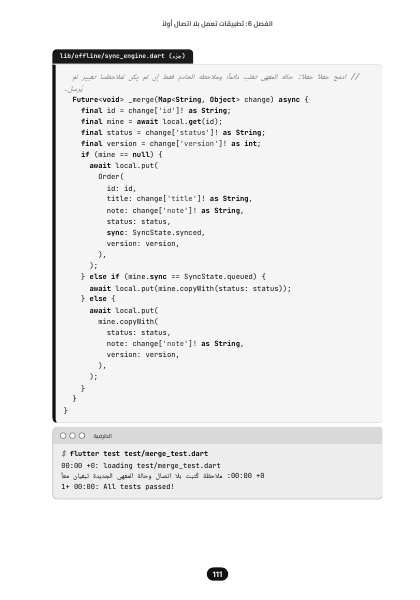 الفصل 6: تطبيقات تعمل بلا اتصال أولاً
lib/offline/sync_engine.dart (جزء)
// ادمج حقلاً حقلاً: حالة المقهى تغلب دائماً؛ وملاحظة الخادم فقط إن لم يكن لملاحظتنا تغيير لم
يُرسل.
Future<void> _merge(Map<String, Object> change) async {
final id = change['id']! as String;
final mine = await local.get(id);
final status = change['status']! as String;
final version = change['version']! as int;
if (mine == null) {
await local.put(
Order(
id: id,
title: change['title']! as String,
note: change['note']! as String,
status: status,
sync: SyncState.synced,
version: version,
),
);
} else if (mine.sync == SyncState.queued) {
await local.put(mine.copyWith(status: status));
} else {
await local.put(
mine.copyWith(
status: status,
note: change['note']! as String,
version: version,
),
);
}
}
}
الطرفية
$ flutter test test/merge_test.dart
00:00 +0: loading test/merge_test.dart
00:00 +0: ملاحظة كُتبت بلا اتصال وحالة المقهى الجديدة تبقيان معاً
00:00 +1: All tests passed!
111